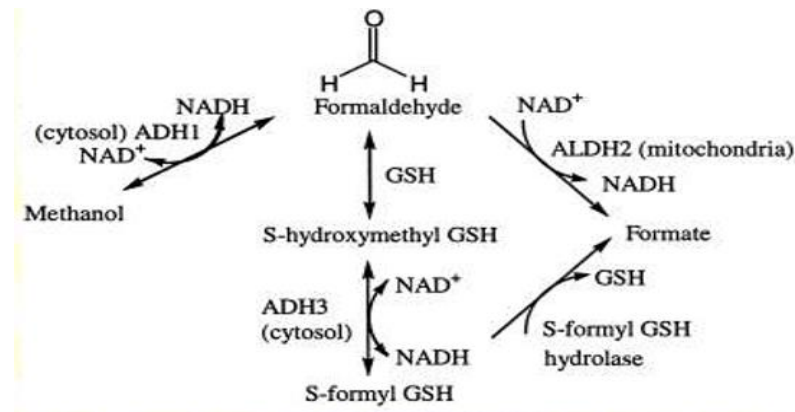 O
H H
Formaldehyde
NADH
(cytosol) ADH1
NAD⁺
Methanol
NAD⁺
ALDH2 (mitochondria)
NADH
GSH
S-hydroxymethyl GSH
Formate
NAD⁺
ADH3
(cytosol)
NADH
GSH
S-formyl GSH
hydrolase
S-formyl GSH